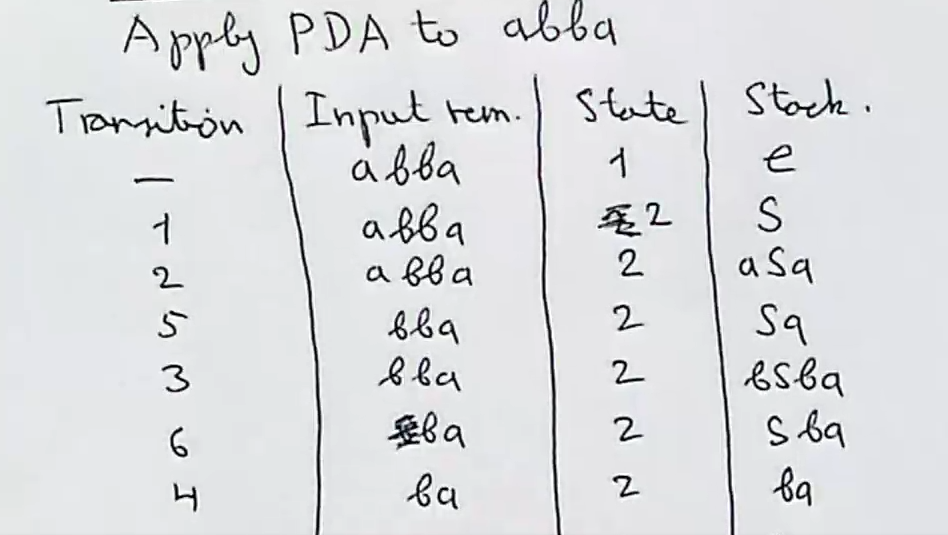 Apply PDA to abba
Transition | Input rem. | State | Stack.
— | abba | 1 | e
1 | abba | 2 | S
2 | abba | 2 | aSa
5 | bba | 2 | Sa
3 | bba | 2 | bSba
6 | ba | 2 | Sba
4 | ba | 2 | ba